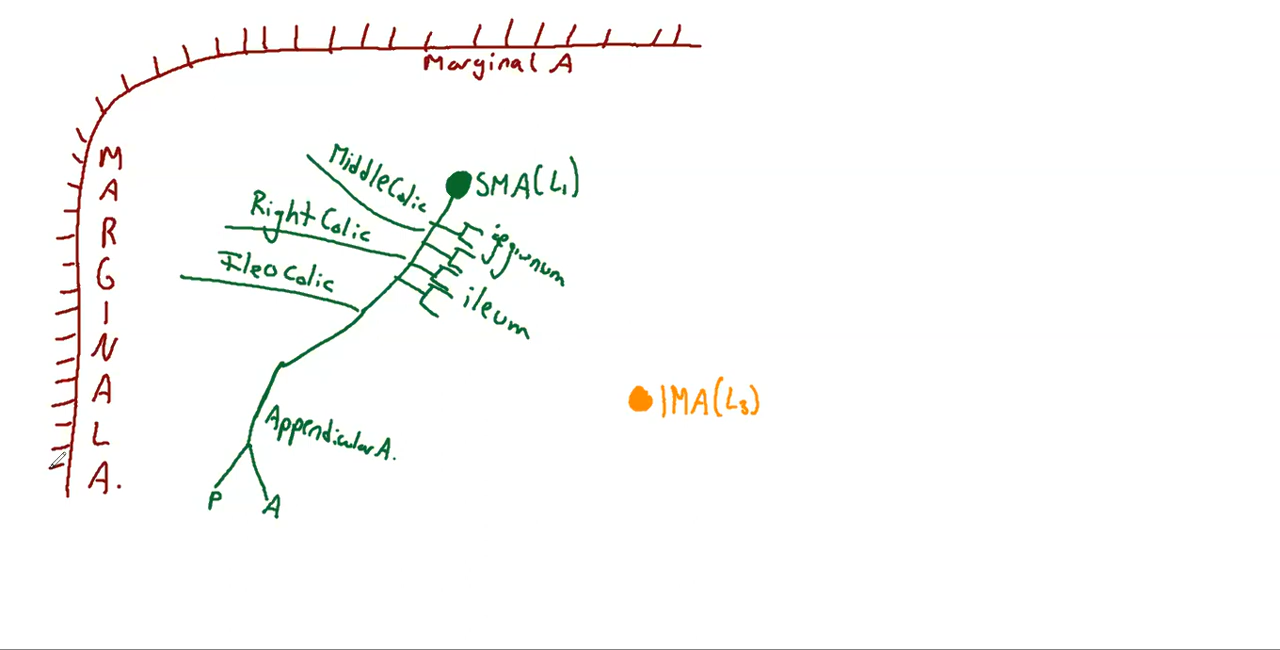 Marginal A
MARGINAL A.
Middle Colic
SMA(L1)
Right Colic
jejunum
Ileo Colic
ileum
IMA(L3)
Appendicular A.
P
A